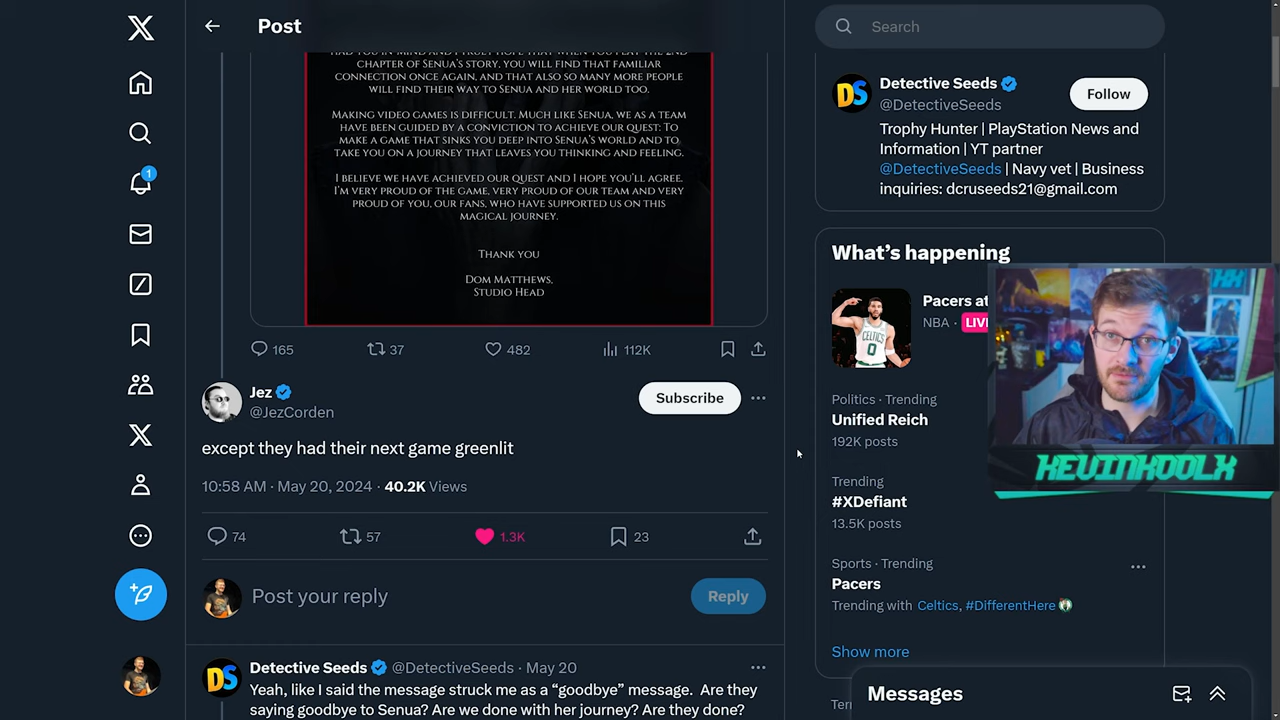 Post
Search
HAD YOU IN MIND AND I TRULY HOPE THAT WHEN YOU PLAY THE 2ND
CHAPTER OF SENUA'S STORY, YOU WILL FIND THAT FAMILIAR
CONNECTION ONCE AGAIN, AND THAT ALSO SO MANY MORE PEOPLE
WILL FIND THEIR WAY TO SENUA AND HER WORLD TOO.
MAKING VIDEO GAMES IS DIFFICULT. MUCH LIKE SENUA, WE AS A TEAM
HAVE BEEN GUIDED BY A CONVICTION TO ACHIEVE OUR QUEST; TO
MAKE A GAME THAT SINKS YOU DEEP INTO SENUA'S WORLD AND TO
TAKE YOU ON A JOURNEY THAT LEAVES YOU THINKING AND FEELING.
I BELIEVE WE HAVE ACHIEVED OUR QUEST AND I HOPE YOU'LL AGREE.
I'M VERY PROUD OF THE GAME, VERY PROUD OF OUR TEAM AND VERY
PROUD OF YOU, OUR FANS, WHO HAVE SUPPORTED US ON THIS
MAGICAL JOURNEY.
THANK YOU
DOM MATTHEWS,
STUDIO HEAD
165 37 482 112K
Jez
@JezCorden
Subscribe
except they had their next game greenlit
10:58 AM · May 20, 2024 · 40.2K Views
74 57 1.3K 23
Post your reply
Reply
DS
Detective Seeds @DetectiveSeeds · May 20
Yeah, like I said the message struck me as a “goodbye” message. Are they
saying goodbye to Senua? Are we done with her journey? Are they done?
1
DS
Detective Seeds
@DetectiveSeeds
Follow
Trophy Hunter | PlayStation News and
Information | YT partner
@DetectiveSeeds | Navy vet | Business
inquiries: dcruseeds21@gmail.com
What's happening
Pacers at
NBA · LIV
CELTICS
0
Politics · Trending
Unified Reich
192K posts
Trending
#XDefiant
13.5K posts
Sports · Trending
Pacers
Trending with Celtics, #DifferentHere
Show more
KEVINKOOLX
Messages